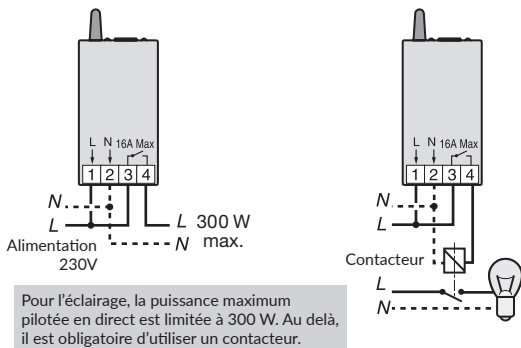 L N 16A Max
1 2 3 4
N
L
L 300 W
N max.
Alimentation
230V
Pour l'éclairage, la puissance maximum
pilotée en direct est limitée à 300 W. Au delà,
il est obligatoire d'utiliser un contacteur.
L N 16A Max
1 2 3 4
N
L
Contacteur
L
N